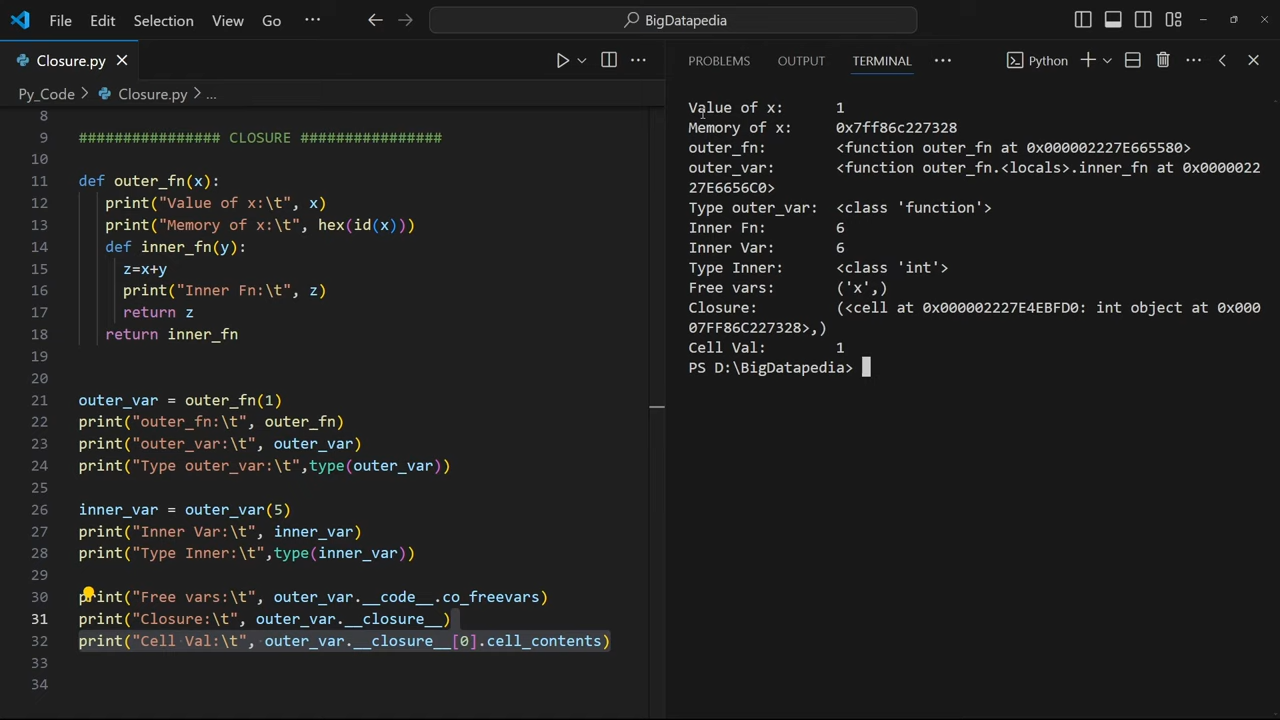 File Edit Selection View Go ··· BigDatapedia
Closure.py
Py_Code > Closure.py > ...
8
9 ################ CLOSURE ################
10
11 def outer_fn(x):
12 print("Value of x:\t", x)
13 print("Memory of x:\t", hex(id(x)))
14 def inner_fn(y):
15 z=x+y
16 print("Inner Fn:\t", z)
17 return z
18 return inner_fn
19
20
21 outer_var = outer_fn(1)
22 print("outer_fn:\t", outer_fn)
23 print("outer_var:\t", outer_var)
24 print("Type outer_var:\t",type(outer_var))
25
26 inner_var = outer_var(5)
27 print("Inner Var:\t", inner_var)
28 print("Type Inner:\t",type(inner_var))
29
30 print("Free vars:\t", outer_var.__code__.co_freevars)
31 print("Closure:\t", outer_var.__closure__)
32 print("Cell Val:\t", outer_var.__closure__[0].cell_contents)
33
34
PROBLEMS OUTPUT TERMINAL ··· Python
Value of x: 1
Memory of x: 0x7ff86c227328
outer_fn: <function outer_fn at 0x000002227E665580>
outer_var: <function outer_fn.<locals>.inner_fn at 0x0000022
27E6656C0>
Type outer_var: <class 'function'>
Inner Fn: 6
Inner Var: 6
Type Inner: <class 'int'>
Free vars: ('x',)
Closure: (<cell at 0x000002227E4EBFD0: int object at 0x000
07FF86C227328>,)
Cell Val: 1
PS D:\BigDatapedia>